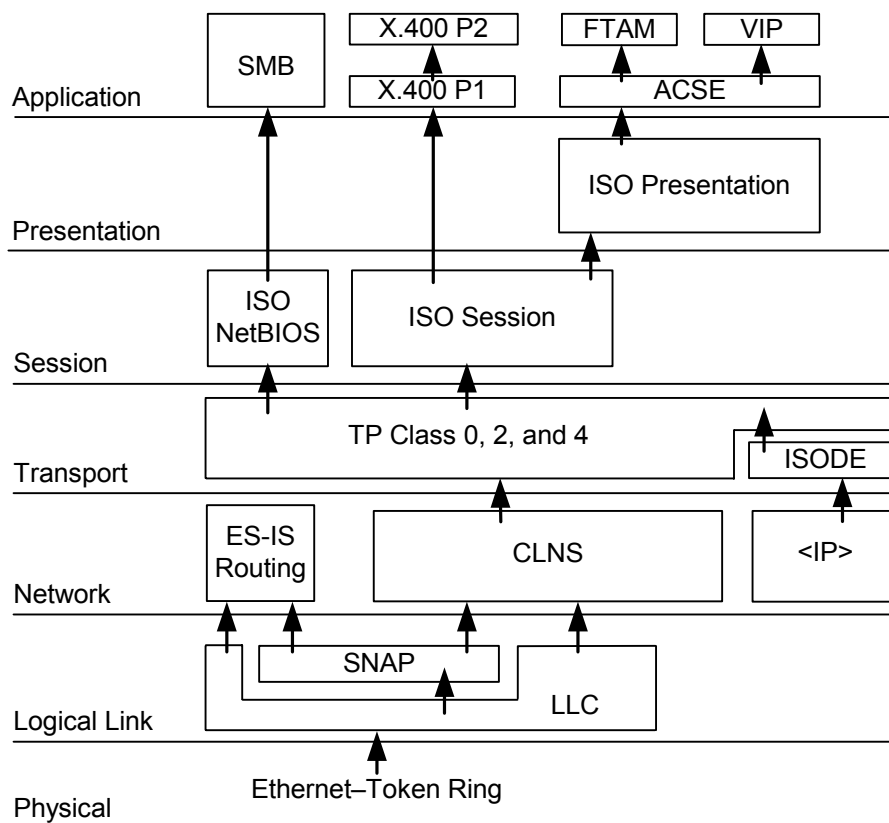 X.400 P2
FTAM
VIP
SMB
X.400 P1
ACSE
Application
ISO Presentation
Presentation
ISO
NetBIOS
ISO Session
Session
TP Class 0, 2, and 4
ISODE
Transport
ES-IS
Routing
CLNS
<IP>
Network
SNAP
LLC
Logical Link
Ethernet–Token Ring
Physical